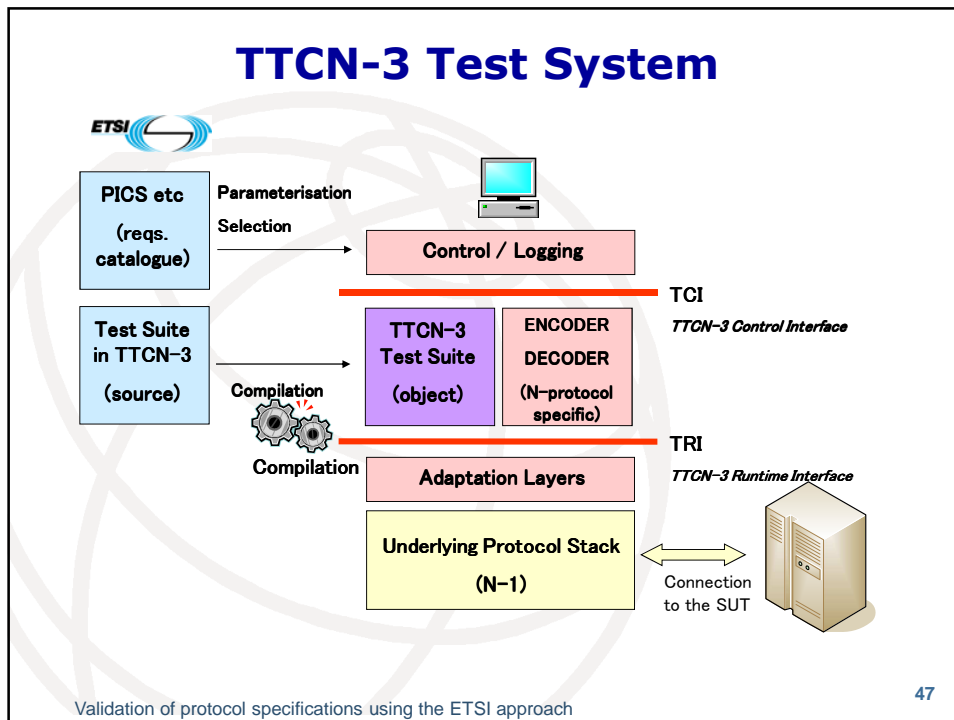 TTCN-3 Test System
ETSI
PICS etc
(reqs.
catalogue)
Parameterisation
Selection
Control / Logging
TCI
TTCN-3 Control Interface
Test Suite
in TTCN-3
(source)
Compilation
Compilation
TTCN-3
Test Suite
(object)
ENCODER
DECODER
(N-protocol
specific)
TRI
TTCN-3 Runtime Interface
Adaptation Layers
Underlying Protocol Stack
(N-1)
Connection
to the SUT
Validation of protocol specifications using the ETSI approach
47